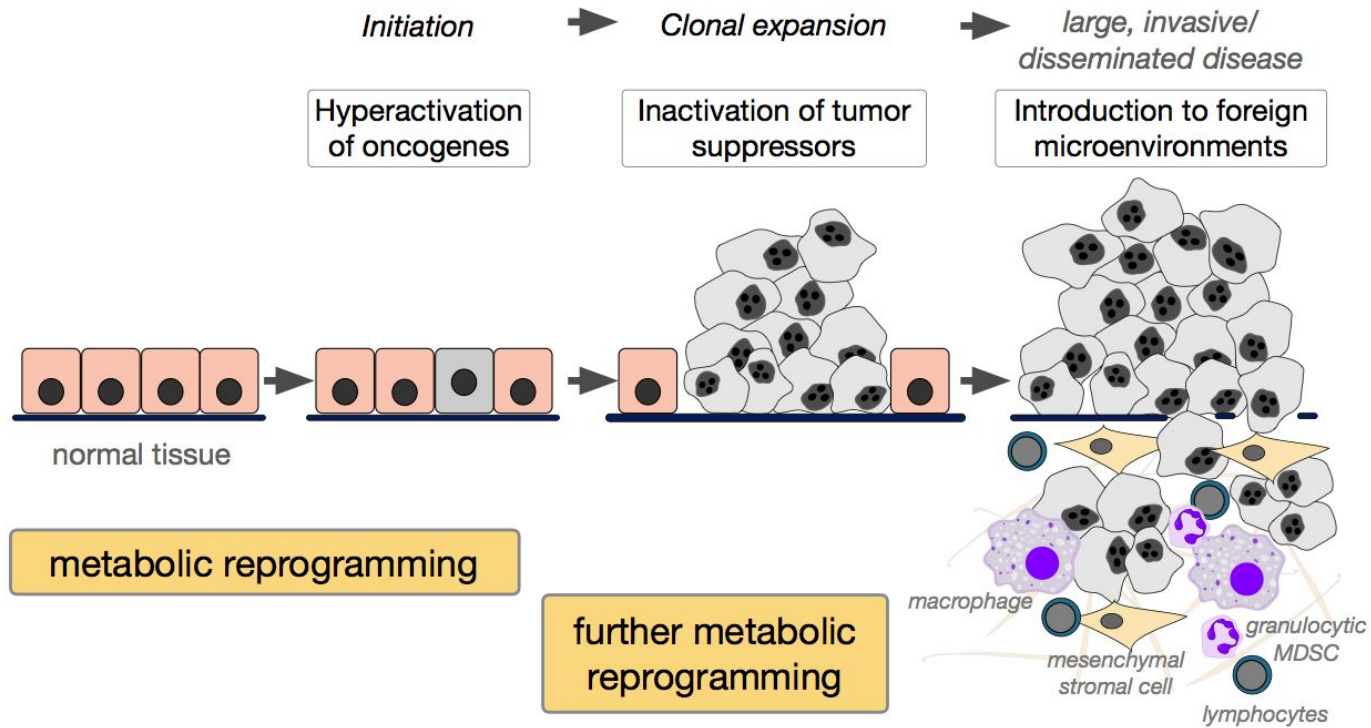 Initiation
Clonal expansion
large, invasive/
disseminated disease
Hyperactivation
of oncogenes
Inactivation of tumor
suppressors
Introduction to foreign
microenvironments
normal tissue
metabolic reprogramming
further metabolic
reprogramming
macrophage
mesenchymal
stromal cell
granulocytic
MDSC
lymphocytes